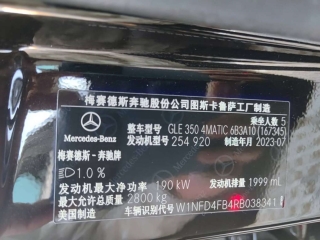 梅赛德斯奔驰股份公司图斯卡鲁萨工厂制造
乘坐人数 5
Mercedes-Benz
整车型号 GLE 350 4MATIC 6B3A10 (167345)
发动机型号 254 920 制造年月 2023-07
梅赛德斯-奔驰牌
1.0 %
发动机最大净功率 190 kW 发动机排量 1999 mL
最大允许总质量 2800 kg
美国制造 车辆识别代号 W1NFD4FB4RB038341